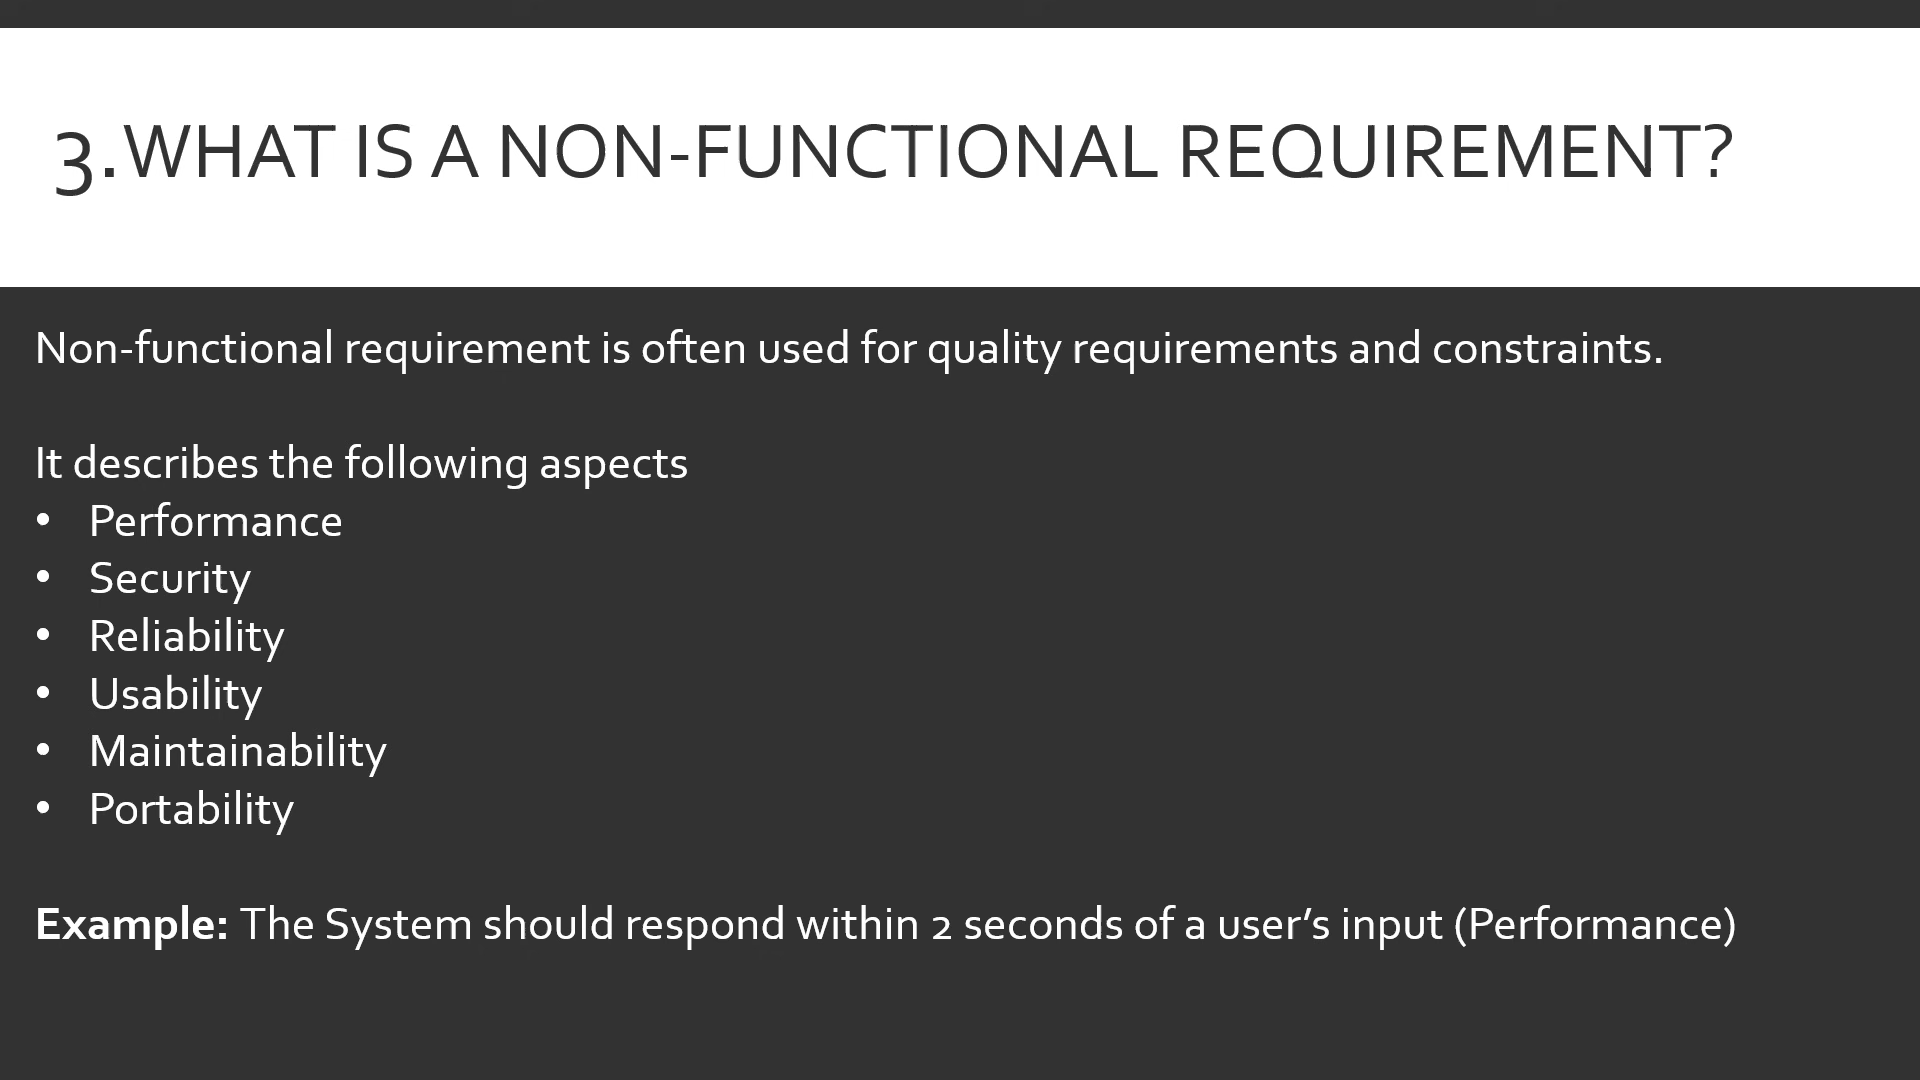 3.WHAT IS A NON-FUNCTIONAL REQUIREMENT?
Non-functional requirement is often used for quality requirements and constraints.
It describes the following aspects
• Performance
• Security
• Reliability
• Usability
• Maintainability
• Portability
Example: The System should respond within 2 seconds of a user’s input (Performance)